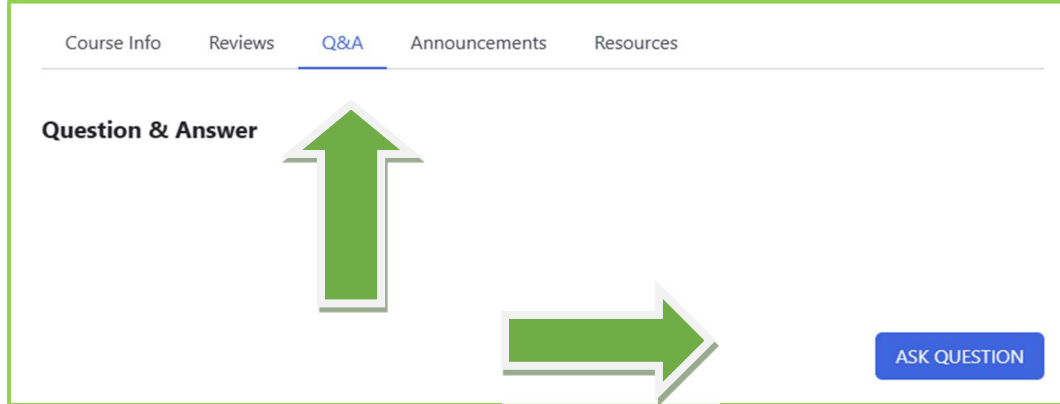 Course Info Reviews Q&A Announcements Resources
Question & Answer
ASK QUESTION